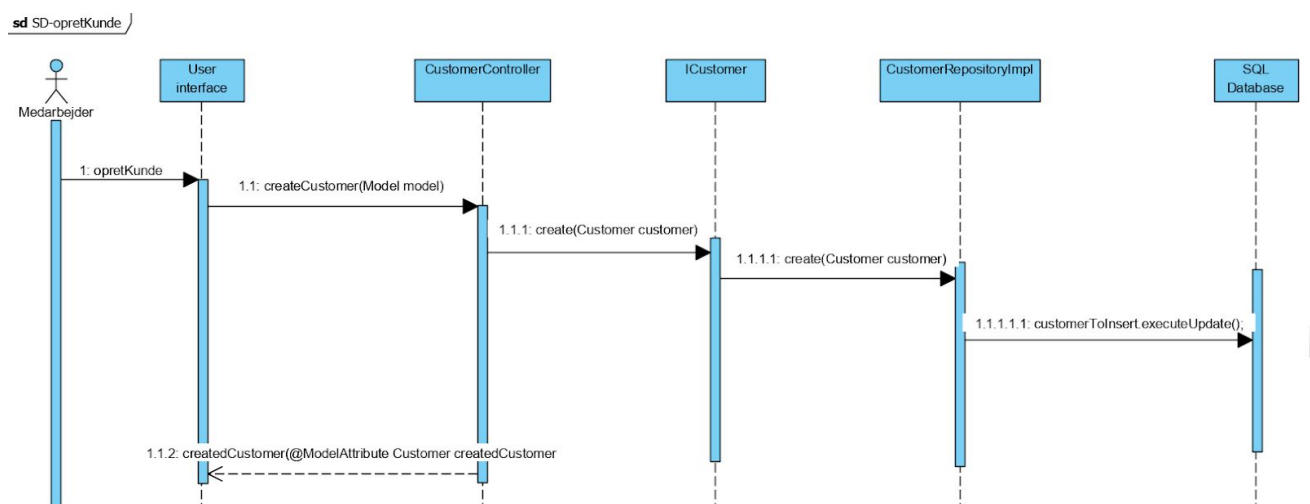 sd SD-opretKunde
Medarbejder
User
interface
CustomerController
ICustomer
CustomerRepositoryImpl
SQL
Database
1: opretKunde
1.1: createCustomer(Model model)
1.1.1: create(Customer customer)
1.1.1.1: create(Customer customer)
1.1.1.1.1: customerToInsert.executeUpdate();
1.1.2: createdCustomer(@ModelAttribute Customer createdCustomer